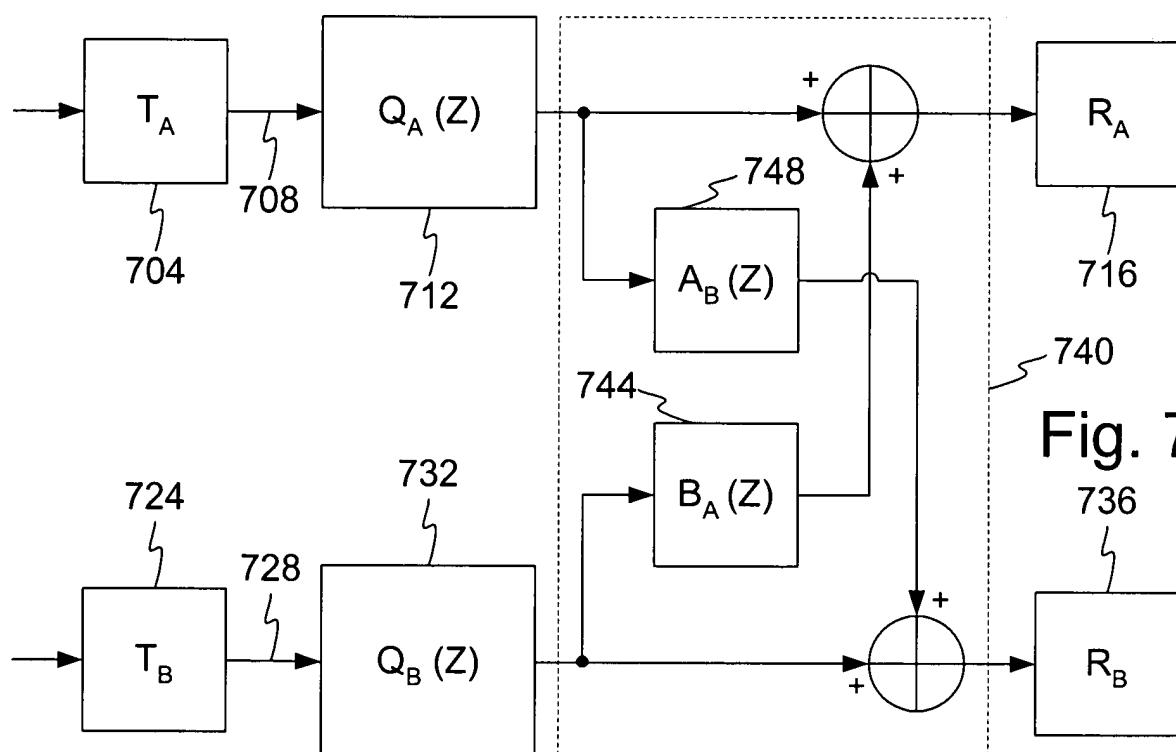 T_A
Q_A (Z)
+
R_A
+
748
708
704
712
A_B (Z)
716
740
744
Fig. 7
732
B_A (Z)
736
724
728
+
T_B
Q_B (Z)
+
R_B